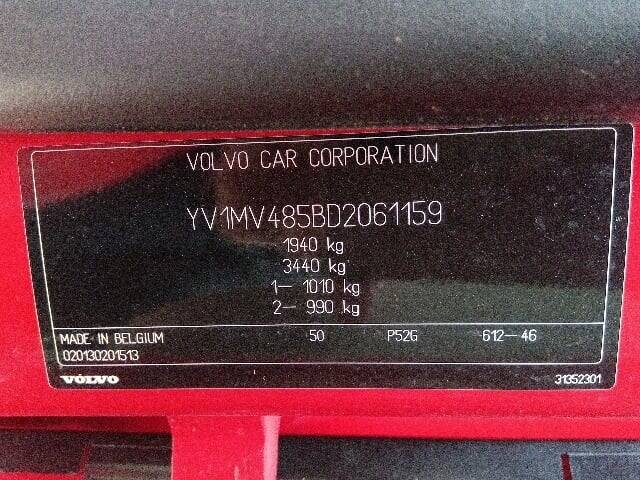 VOLVO CAR CORPORATION
YV1MV485BD2061159
1940 kg
3440 kg
1— 1010 kg
2— 990 kg
MADE IN BELGIUM 50 P52G 612—46
020130201513
VOLVO 31352301